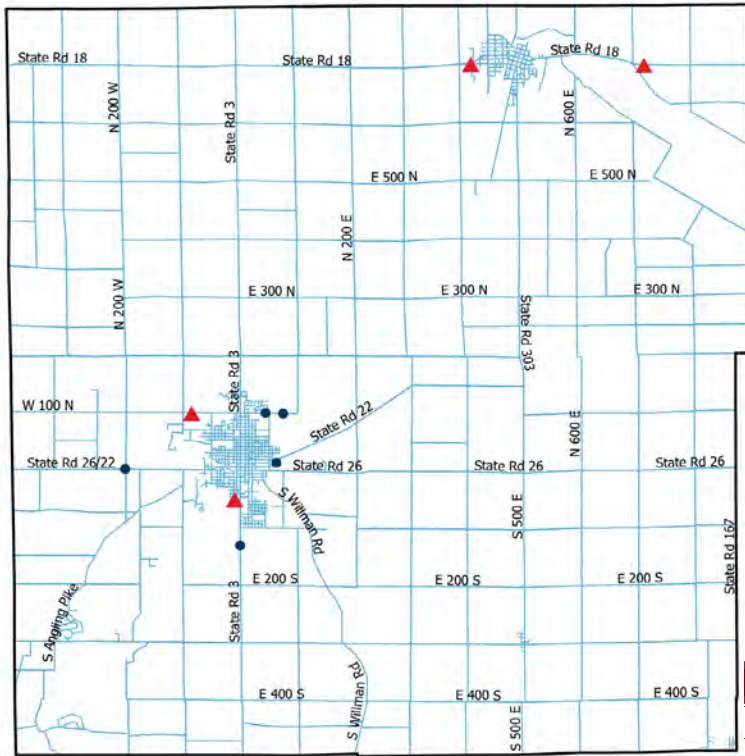 State Rd 18
State Rd 18
State Rd 18
N 200 W
State Rd 3
N 600 E
E 500 N
E 500 N
N 200 E
N 200 W
E 300 N
E 300 N
E 300 N
State Rd 303
State Rd 3
W 100 N
State Rd 22
N 600 E
State Rd 26/22
State Rd 26
State Rd 26
State Rd 26
S Willman Rd
S 500 E
State Rd 167
E 200 S
E 200 S
E 200 S
S Angling Pike
State Rd 3
S Willman Rd
E 400 S
E 400 S
E 400 S
S 500 E